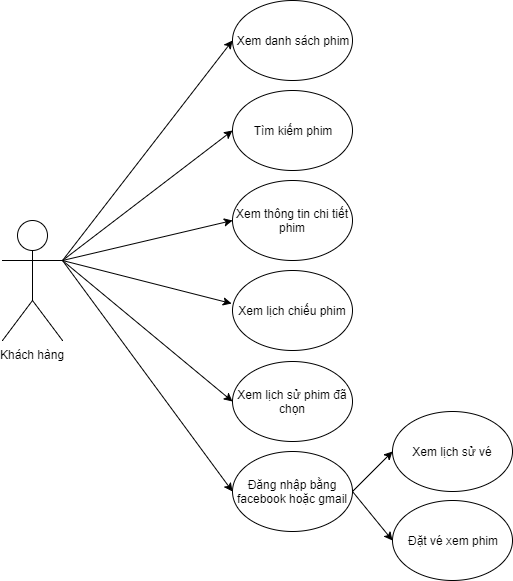 Xem danh sách phim
Tìm kiếm phim
Xem thông tin chi tiết
phim
Xem lịch chiếu phim
Khách hàng
Xem lịch sử phim đã
chọn
Xem lịch sử vé
Đăng nhập bằng
facebook hoặc gmail
Đặt vé xem phim